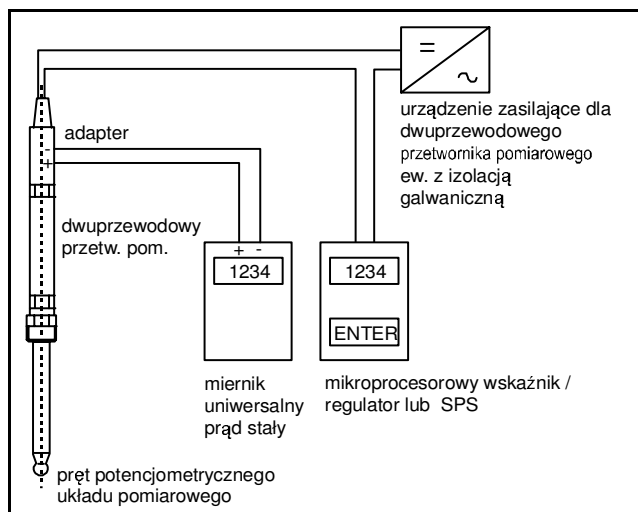 =
~
urządzenie zasilające dla
dwuprzewodowego
przetwornika pomiarowego
ew. z izolacją
galwaniczną
adapter
-
+
dwuprzewodowy
przetw. pom.
+ -
1234
1234
ENTER
miernik
uniwersalny
prąd stały
mikroprocesorowy wskaźnik /
regulator lub SPS
pręt potencjometrycznego
układu pomiarowego